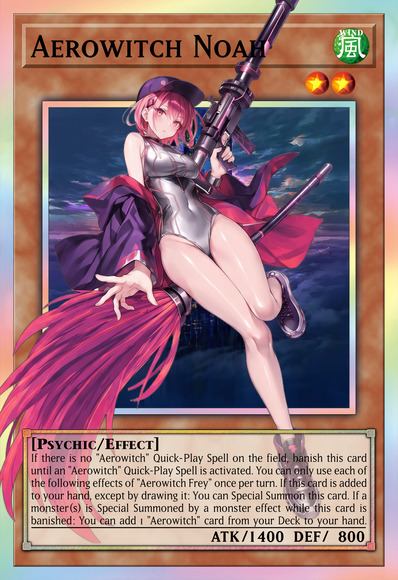 Aerowitch Noah
WIND
風
[Psychic/Effect]
If there is no "Aerowitch" Quick-Play Spell on the field, banish this card
until an "Aerowitch" Quick-Play Spell is activated. You can only use each of
the following effects of "Aerowitch Frey" once per turn. If this card is added
to your hand, except by drawing it: You can Special Summon this card. If a
monster(s) is Special Summoned by a monster effect while this card is
banished: You can add 1 "Aerowitch" card from your Deck to your hand.
ATK/1400 DEF/ 800